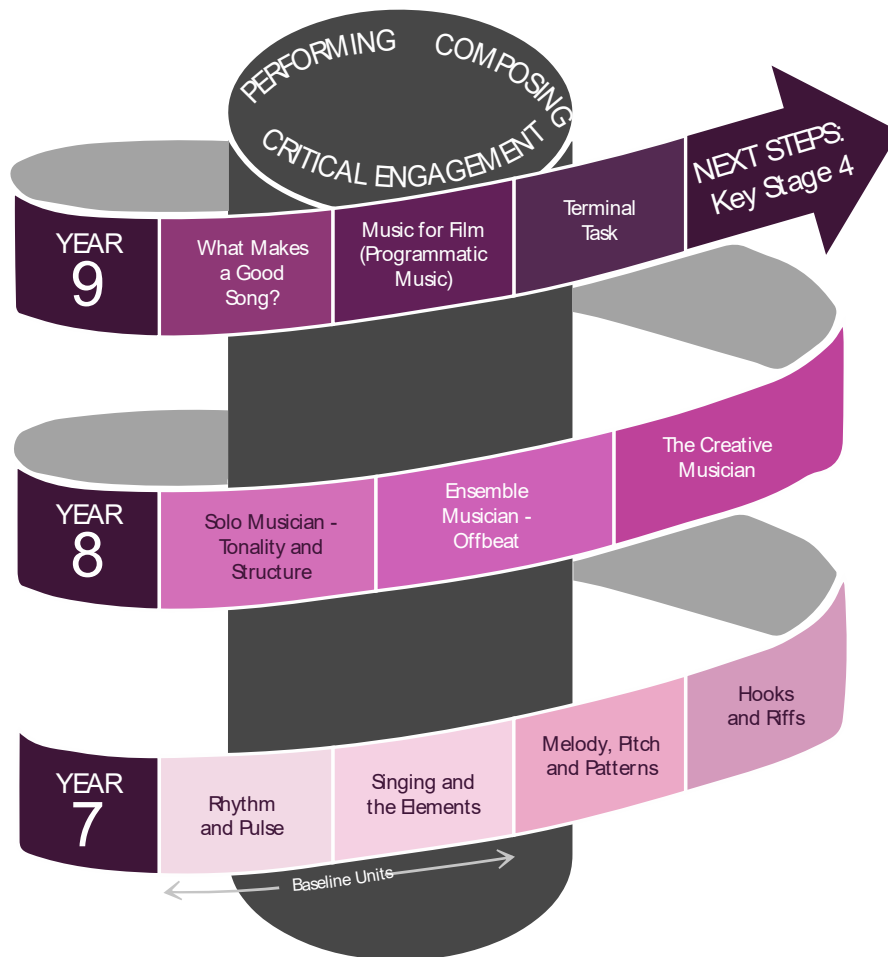 PERFORMING
COMPOSING
CRITICAL ENGAGEMENT
NEXT STEPS:
Key Stage 4
YEAR
9
What Makes
a Good
Song?
Music for Film
(Programmatic
Music)
Terminal
Task
YEAR
8
Solo Musician -
Tonality and
Structure
Ensemble
Musician -
Offbeat
The Creative
Musician
YEAR
7
Rhythm
and Pulse
Singing and
the Elements
Melody, Pitch
and Patterns
Hooks
and Riffs
Baseline Units